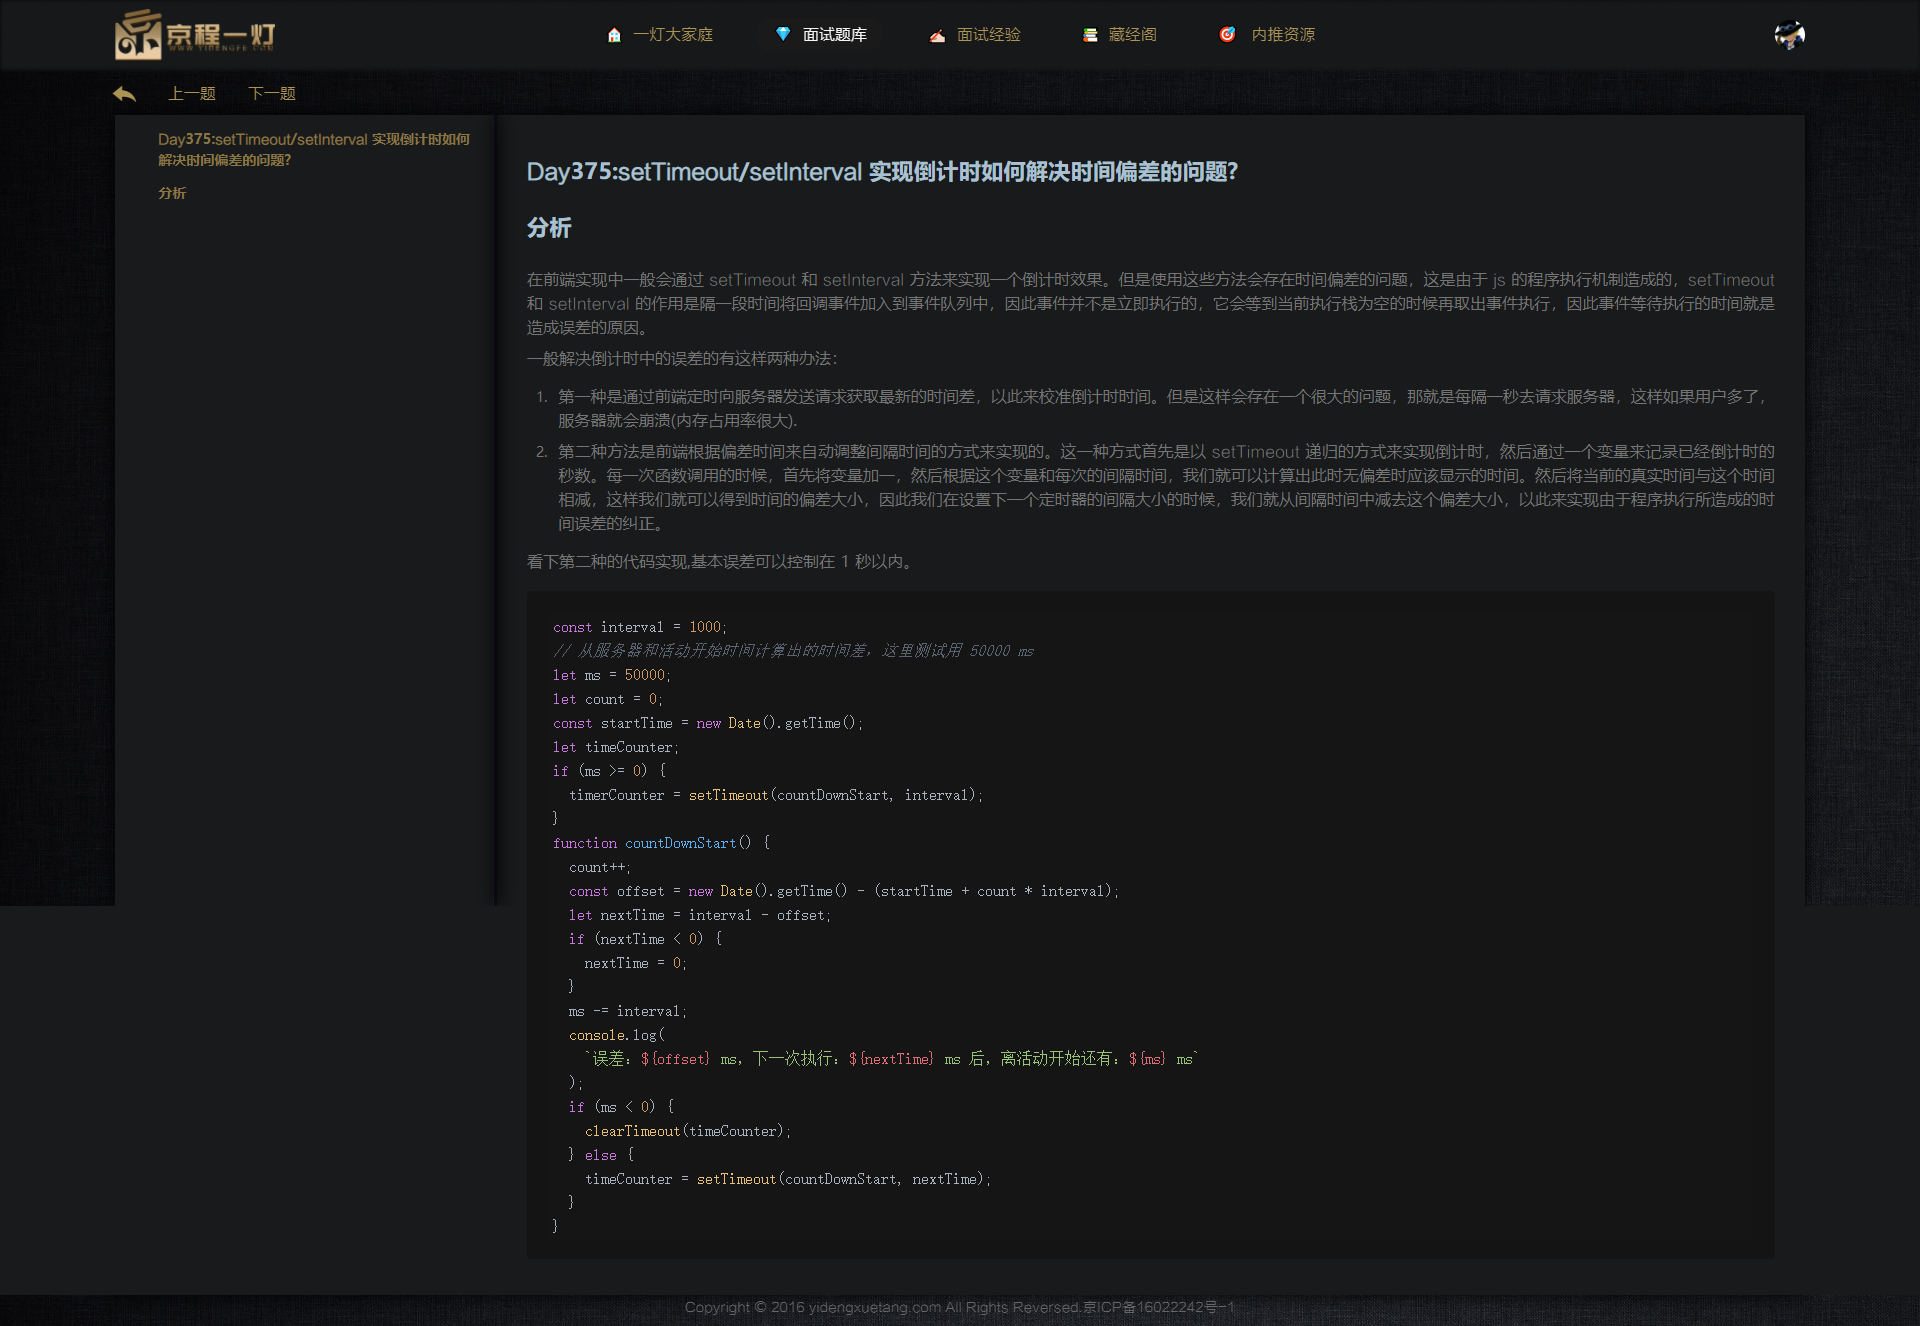 京程一灯
WWW.YIDENGFE.COM
一灯大家庭
面试题库
面试经验
藏经阁
内推资源
上一题
下一题
Day375:setTimeout/setInterval 实现倒计时如何
解决时间偏差的问题?
分析
Day375:setTimeout/setInterval 实现倒计时如何解决时间偏差的问题?
分析
在前端实现中一般会通过 setTimeout 和 setInterval 方法来实现一个倒计时效果。但是使用这些方法会存在时间偏差的问题，这是由于 js 的程序执行机制造成的，setTimeout
和 setInterval 的作用是隔一段时间将回调事件加入到事件队列中，因此事件并不是立即执行的，它会等到当前执行栈为空的时候再取出事件执行，因此事件等待执行的时间就是
造成误差的原因。
一般解决倒计时中的误差的有这样两种办法：
1. 第一种是通过前端定时向服务器发送请求获取最新的时间差，以此来校准倒计时时间。但是这样会存在一个很大的问题，那就是每隔一秒去请求服务器，这样如果用户多了，
服务器就会崩溃(内存占用率很大).
2. 第二种方法是前端根据偏差时间来自动调整间隔时间的方式来实现的。这一种方式首先是以 setTimeout 递归的方式来实现倒计时，然后通过一个变量来记录已经倒计时的
秒数。每一次函数调用的时候，首先将变量加一，然后根据这个变量和每次的间隔时间，我们就可以计算出此时无偏差时应该显示的时间。然后将当前的真实时间与这个时间
相减，这样我们就可以得到时间的偏差大小，因此我们在设置下一个定时器的间隔大小的时候，我们就从间隔时间中减去这个偏差大小，以此来实现由于程序执行所造成的时
间误差的纠正。
看下第二种的代码实现,基本误差可以控制在 1 秒以内。
const interval = 1000;
// 从服务器和活动开始时间计算出的时间差，这里测试用 50000 ms
let ms = 50000;
let count = 0;
const startTime = new Date().getTime();
let timeCounter;
if (ms >= 0) {
  timerCounter = setTimeout(countDownStart, interval);
}
function countDownStart() {
  count++;
  const offset = new Date().getTime() - (startTime + count * interval);
  let nextTime = interval - offset;
  if (nextTime < 0) {
    nextTime = 0;
  }
  ms -= interval;
  console.log(
    `误差：${offset} ms，下一次执行：${nextTime} ms 后，离活动开始还有：${ms} ms`
  );
  if (ms < 0) {
    clearTimeout(timeCounter);
  } else {
    timeCounter = setTimeout(countDownStart, nextTime);
  }
}
Copyright © 2016 yidengxuetang.com All Rights Reversed.京ICP备16022242号-1